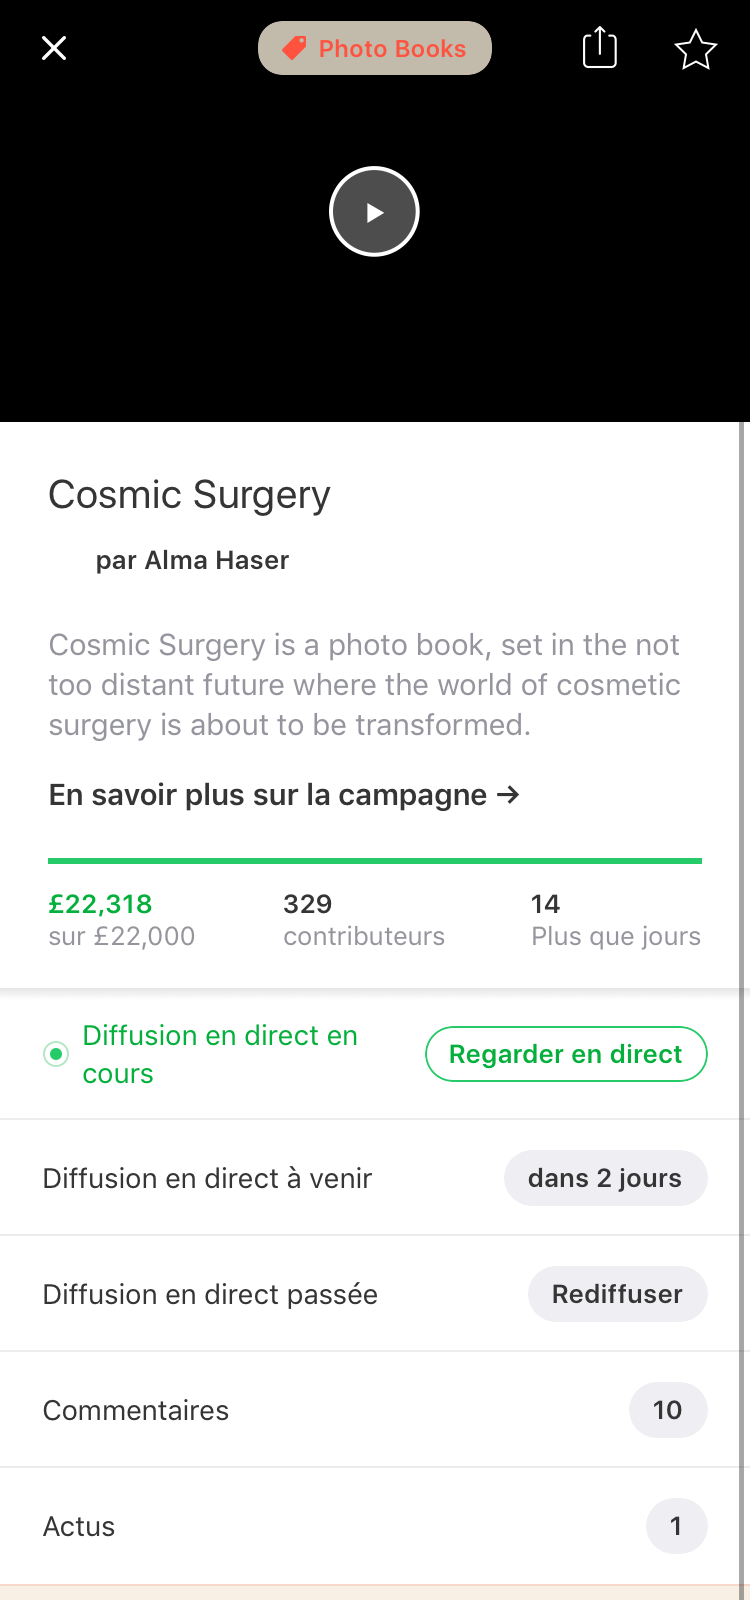 Photo Books
Cosmic Surgery
par Alma Haser
Cosmic Surgery is a photo book, set in the not
too distant future where the world of cosmetic
surgery is about to be transformed.
En savoir plus sur la campagne →
£22,318
sur £22,000
329
contributeurs
14
Plus que jours
Diffusion en direct en
cours
Regarder en direct
Diffusion en direct à venir
dans 2 jours
Diffusion en direct passée
Rediffuser
Commentaires
10
Actus
1